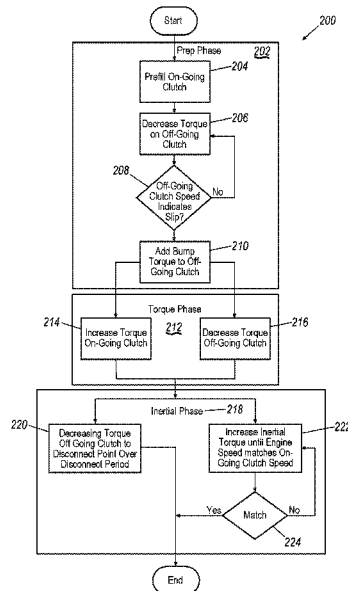 Start
200
Prep Phase
202
Prefill On-Going
Clutch
204
Decrease Torque
on Off-Going
Clutch
206
208
Off-Going
Clutch Speed
Indicates
Slip?
No
Add Bump
Torque to Off-
Going Clutch
210
Torque Phase
212
214
Increase Torque
On-Going Clutch
Decrease Torque
Off-Going Clutch
216
Inertial Phase
218
220
Decreasing Torque
Off Going Clutch to
Disconnect Point Over
Disconnect Period
Increase Inertial
Torque until Engine
Speed matches On-
Going Clutch Speed
222
Yes
Match
No
224
End